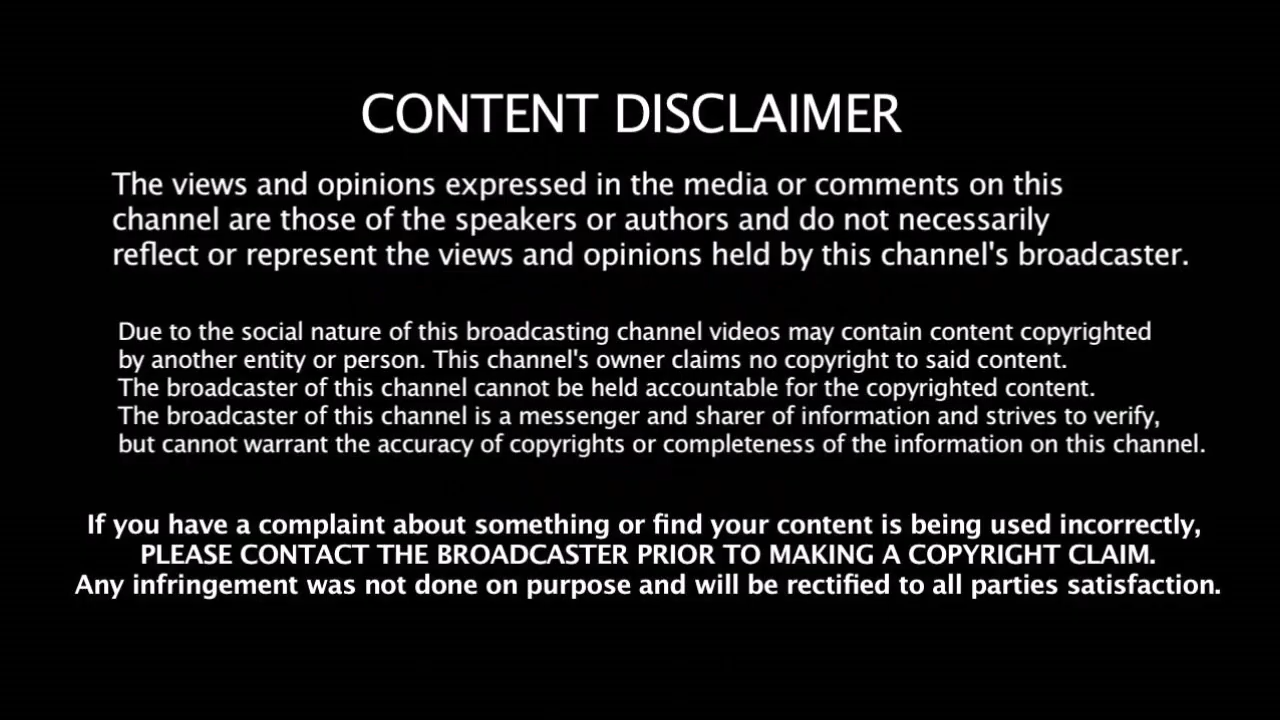 CONTENT DISCLAIMER
The views and opinions expressed in the media or comments on this
channel are those of the speakers or authors and do not necessarily
reflect or represent the views and opinions held by this channel's broadcaster.
Due to the social nature of this broadcasting channel videos may contain content copyrighted
by another entity or person. This channel's owner claims no copyright to said content.
The broadcaster of this channel cannot be held accountable for the copyrighted content.
The broadcaster of this channel is a messenger and sharer of information and strives to verify,
but cannot warrant the accuracy of copyrights or completeness of the information on this channel.
If you have a complaint about something or find your content is being used incorrectly,
PLEASE CONTACT THE BROADCASTER PRIOR TO MAKING A COPYRIGHT CLAIM.
Any infringement was not done on purpose and will be rectified to all parties satisfaction.